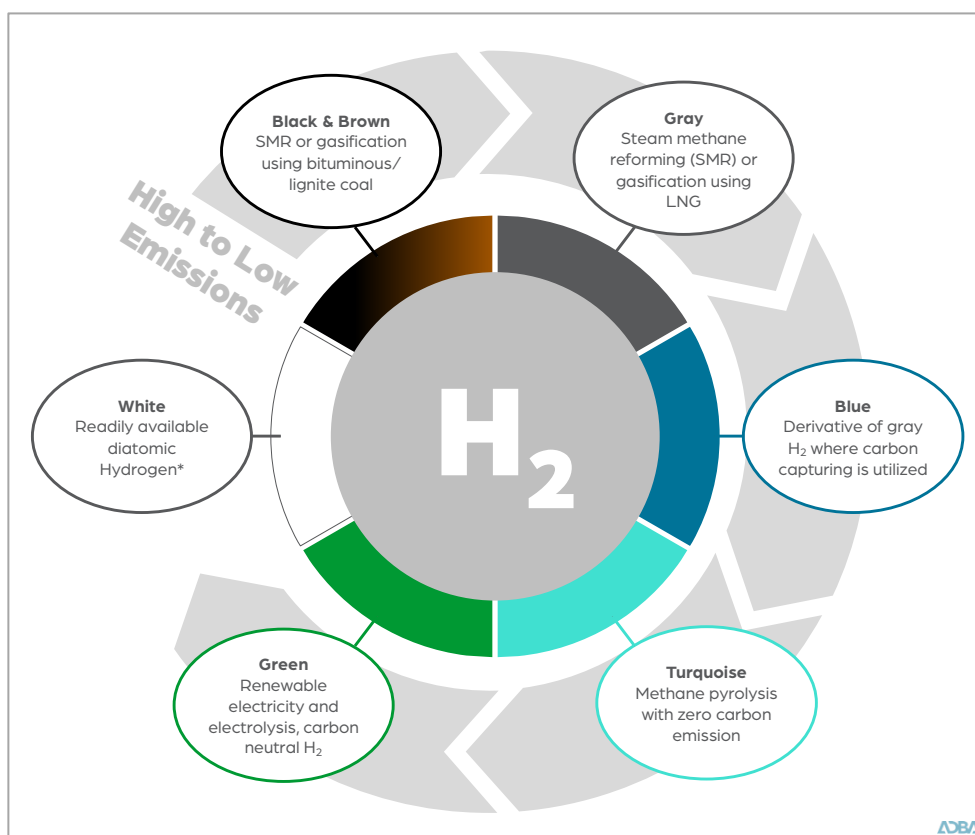 High to Low
Emissions
Black & Brown
SMR or gasification
using bituminous/
lignite coal
Gray
Steam methane
reforming (SMR) or
gasification using
LNG
Blue
Derivative of gray
H₂ where carbon
capturing is utilized
Turquoise
Methane pyrolysis
with zero carbon
emission
Green
Renewable
electricity and
electrolysis, carbon
neutral H₂
White
Readily available
diatomic
Hydrogen*
H₂